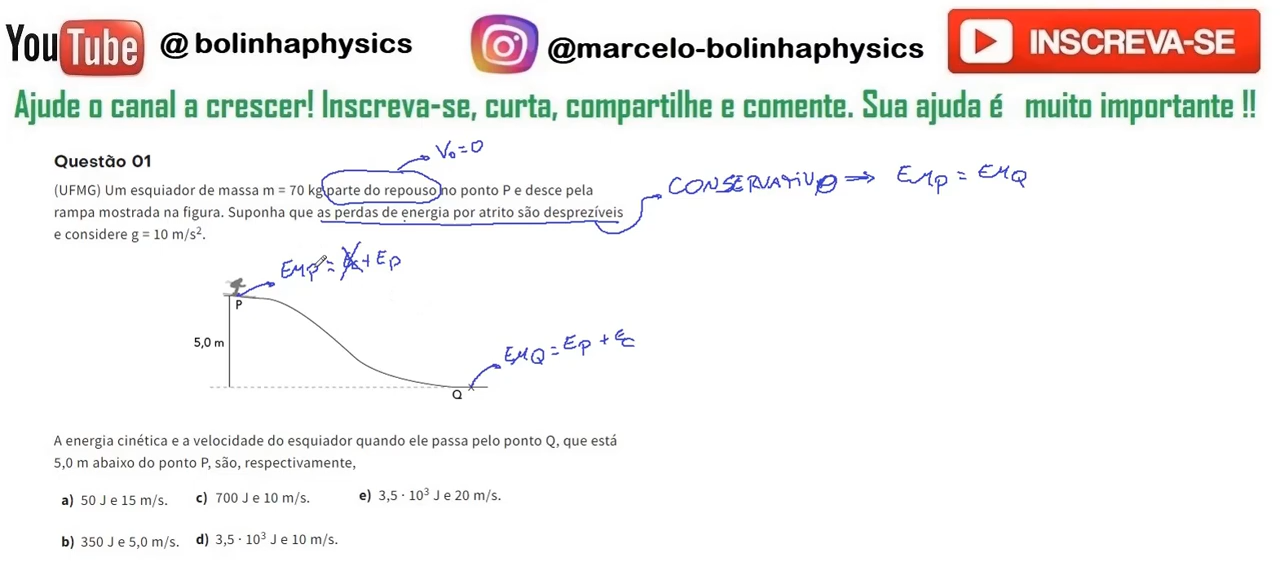 YouTube @bolinhaphysics @marcelo-bolinhaphysics INSCREVA-SE
Ajude o canal a crescer! Inscreva-se, curta, compartilhe e comente. Sua ajuda é muito importante !!
V₀=0
Questão 01
(UFMG) Um esquiador de massa m = 70 kg parte do repouso no ponto P e desce pela
rampa mostrada na figura. Suponha que as perdas de energia por atrito são desprezíveis
e considere g = 10 m/s².
CONSERVATIVO ⇒ EMP = EMQ
EMP = Ec + EP
P
5,0 m
EMQ = EP + EC
Q
A energia cinética e a velocidade do esquiador quando ele passa pelo ponto Q, que está
5,0 m abaixo do ponto P, são, respectivamente,
a) 50 J e 15 m/s. c) 700 J e 10 m/s. e) 3,5 · 10³ J e 20 m/s.
b) 350 J e 5,0 m/s. d) 3,5 · 10³ J e 10 m/s.